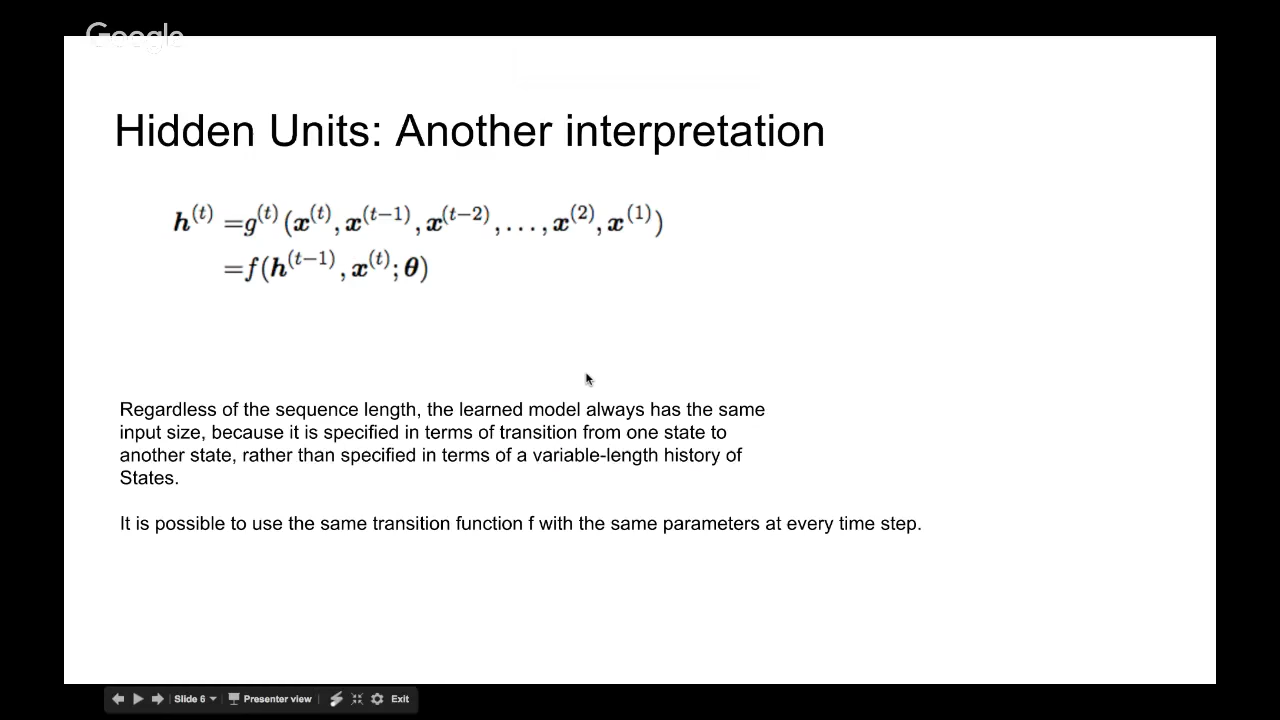 Google
Hidden Units: Another interpretation
h^(t) =g^(t)(x^(t), x^(t−1), x^(t−2), . . . , x^(2), x^(1))
=f(h^(t−1), x^(t); θ)
Regardless of the sequence length, the learned model always has the same
input size, because it is specified in terms of transition from one state to
another state, rather than specified in terms of a variable-length history of
States.
It is possible to use the same transition function f with the same parameters at every time step.
Slide 6 Presenter view Exit